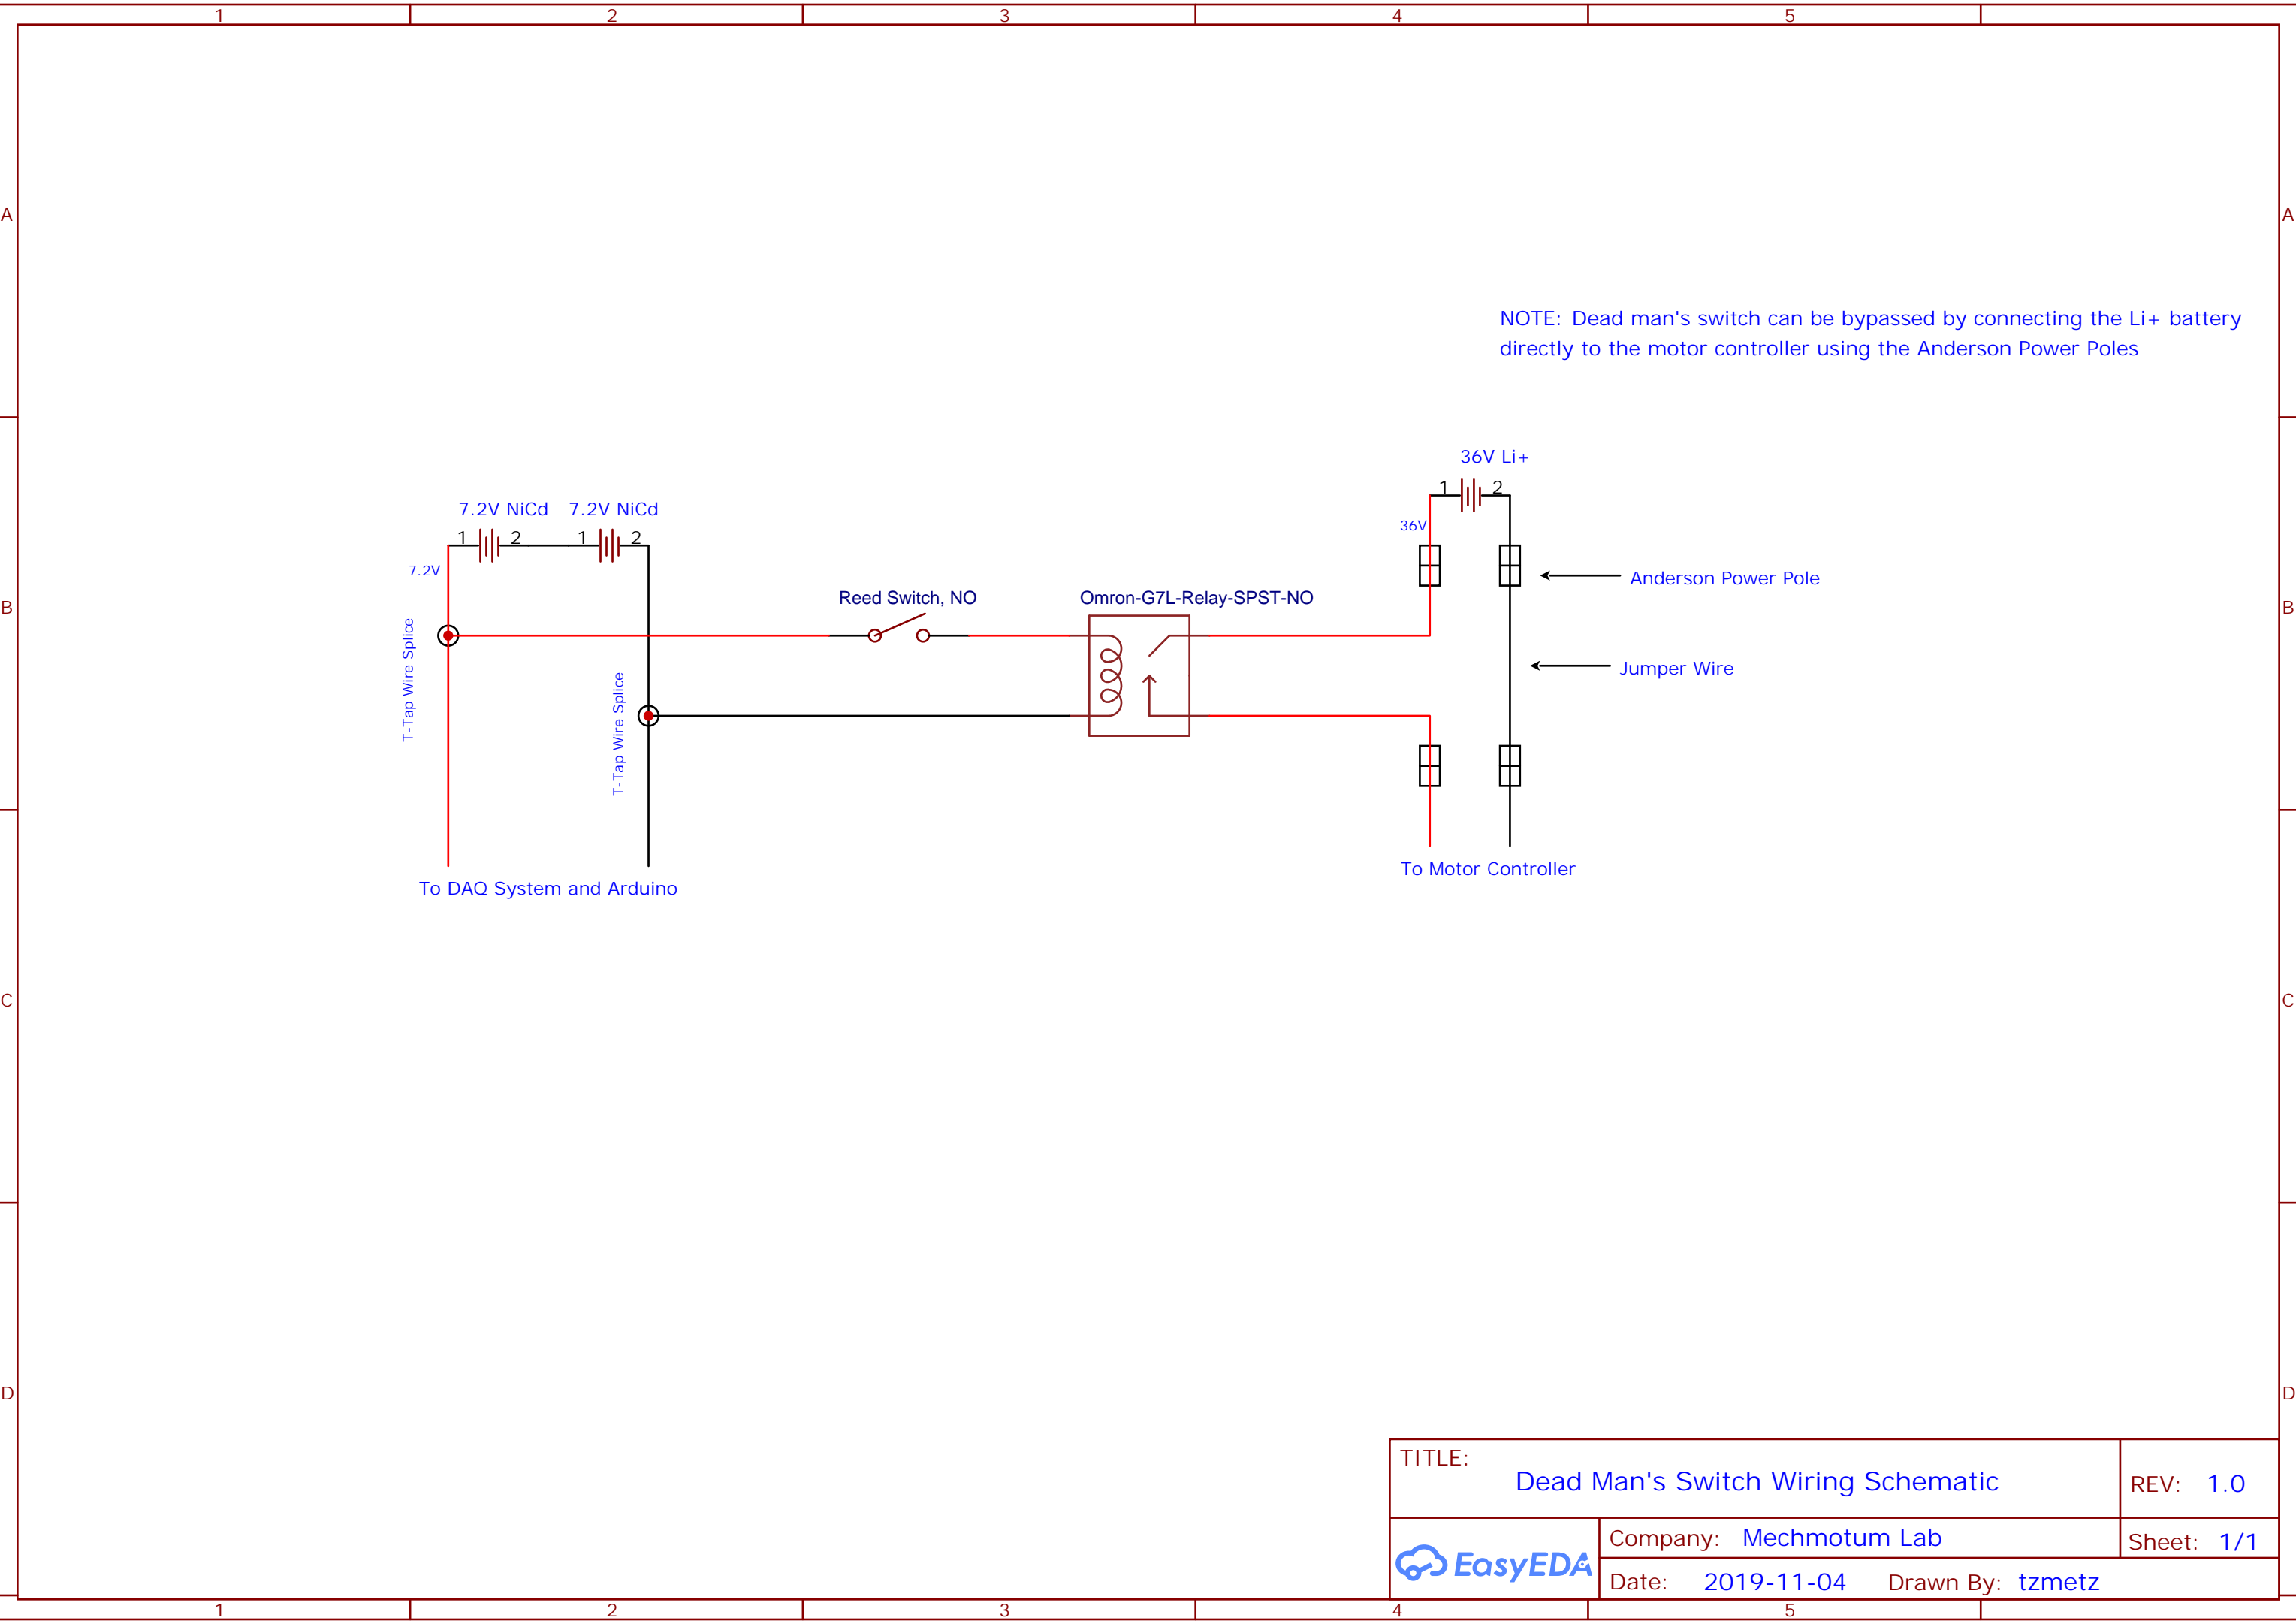 1 2 3 4 5
A A
NOTE: Dead man's switch can be bypassed by connecting the Li+ battery
directly to the motor controller using the Anderson Power Poles
36V Li+
1 2
7.2V NiCd 7.2V NiCd
36V
1 2 1 2
7.2V
Anderson Power Pole
Reed Switch, NO
Omron-G7L-Relay-SPST-NO
B B
T-Tap Wire Splice
Jumper Wire
T-Tap Wire Splice
To Motor Controller
To DAQ System and Arduino
C C
D D
TITLE:
Dead Man's Switch Wiring Schematic
REV: 1.0
EasyEDA
Company: Mechmotum Lab
Sheet: 1/1
Date: 2019-11-04 Drawn By: tzmetz
1 2 3 4 5